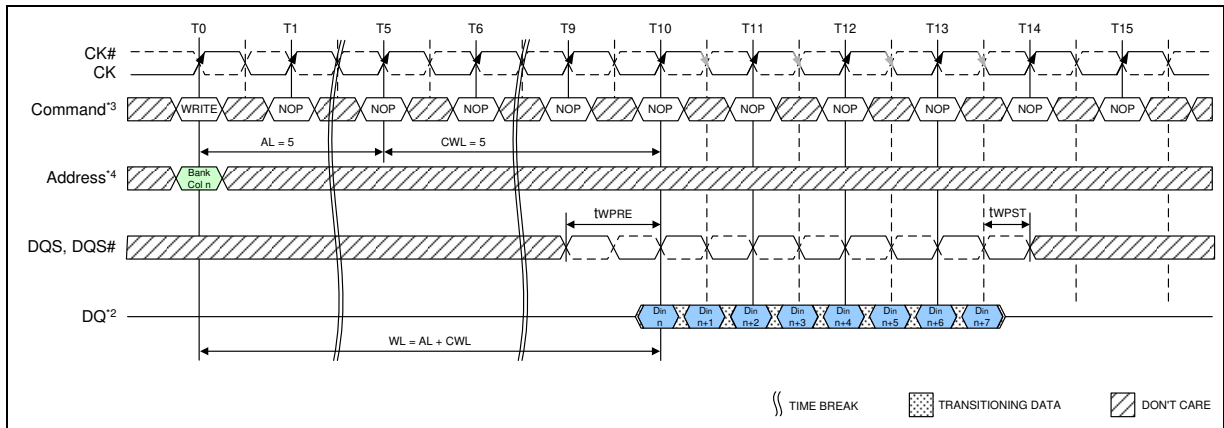 T0 T1 T5 T6 T9 T10 T11 T12 T13 T14 T15
CK#
CK
Command*3 WRITE NOP NOP NOP NOP NOP NOP NOP NOP NOP NOP
AL = 5 CWL = 5
Address*4 Bank
Col n
tWPRE tWPST
DQS, DQS#
DQ*2 Din n Din n+1 Din n+2 Din n+3 Din n+4 Din n+5 Din n+6 Din n+7
WL = AL + CWL
TIME BREAK TRANSITIONING DATA DON'T CARE